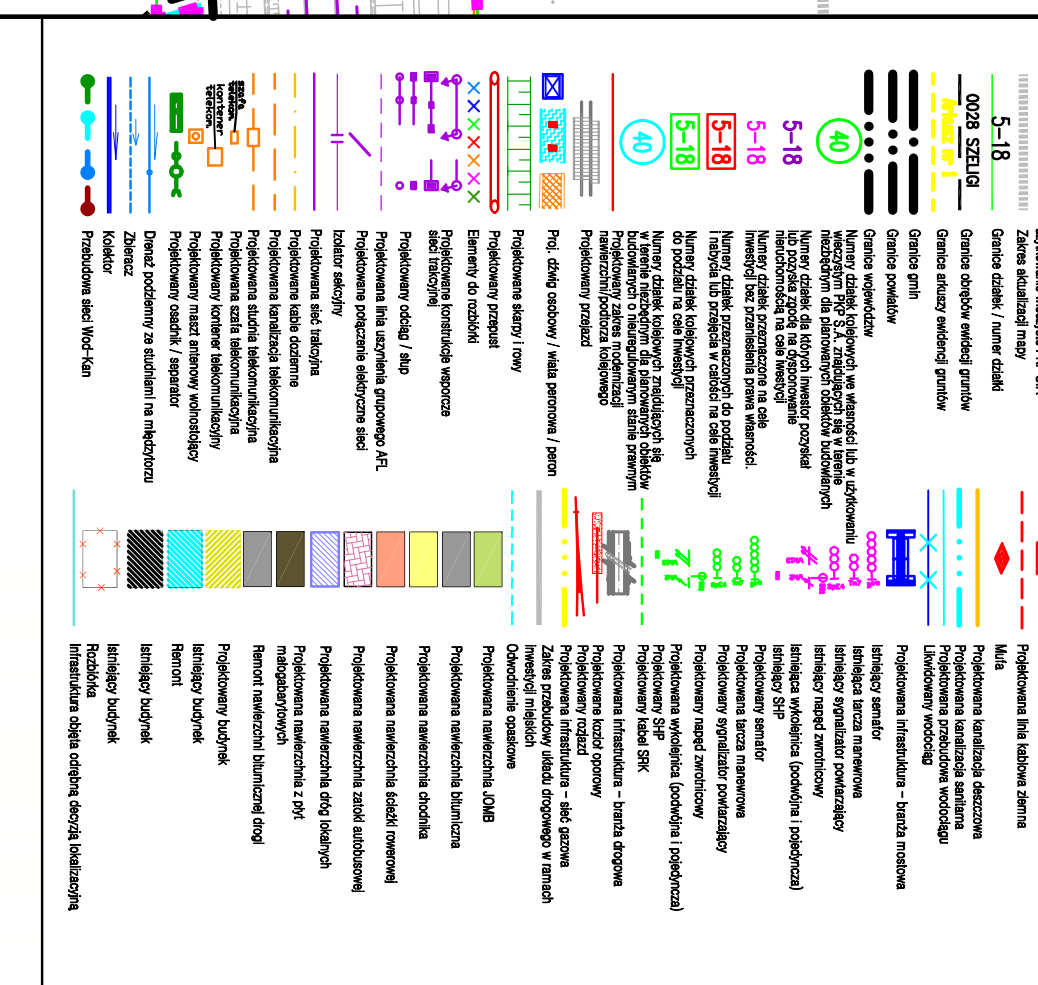 Zakres aktualizacji mapy
5-18
Granice działek / numer działki
0028 SZELIGI
Granice obrębów ewidecji gruntów
Arkusz nr 1
Granice arkuszy ewidencji gruntów
Granice gmin
Granice powiatów
Granice województw
40
Numery działek kolejowych we własności lub w użytkowaniu
wieczystym PKP S.A. znajdujących się w terenie
niezbędnym dla planowanych obiektów budowlanych
5-18
Numery działek dla których inwestor pozyskał
lub pozyska zgodę na dysponowanie
nieruchomością na cele iwestycji
5-18
Numery działek przeznaczone na cele
inwestycji bez przeniesienia prawa własności.
5-18
Numery działek przeznaczonych do podziału
i nabycia lub przejęcia w całości na cele inwestycji
5-18
Numery działek kolejowych przeznaczonych
do podziału na cele inwestycji
40
Numery działek kolejowych znajdujących się
w terenie niezbędnym dla planowanych obiektów
budowlanych o nieuregulowanym stanie prawnym
Projektowany zakres modernizacji
nawierzchni/podtorza kolejowego
Projektowany przejazd
Proj. dźwig osobowy / wiata peronowa / peron
Projektowane skarpy i rowy
Projektowany przepust
Elementy do rozbiórki
Projektowane konstrukcje wsporcze
sieci trakcyjnej
Projektowany odciąg / słup
Projektowana linia uszynienia grupowego AFL
Projektowane połączenie elektryczne sieci
Izolator sekcyjny
Projektowana sieć trakcyjna
Projektowane kable doziemne
Projektowana kanalizacja telekomunikacyjna
Projektowana studnia telekomunikacyjna
szafa
telekom
Projektowana szafa telekomunikacyjna
kontener
telekom
Projektowany kontener telekomunikacyjny
Projektowany maszt antenowy wolnostojący
Projektowany osadnik / separator
Drenaż podziemny ze studniami na międzytorzu
Zbieracz
Kolektor
Przebudowa sieci Wod-Kan
Projektowana linia kablowa ziemna
Mufa
Projektowana kanalizacja deszczowa
Projektowana kanalizacja sanitarna
Projektowana przebudowa wodociągu
Likwidowany wodociąg
Projektowana infrastruktura - branża mostowa
Istniejący semafor
Istniejąca tarcza manewrowa
Istniejący sygnalizator powtarzający
Istniejący napęd zwrotnicowy
Istniejąca wykolejnica (podwójna i pojedyncza)
Istniejący SHP
Projektowany semafor
Projektowana tarcza manewrowa
Projektowany sygnalizator powtarzający
Projektowany napęd zwrotnicowy
Projektowana wykolejnica (podwójna i pojedyncza)
Projektowany SHP
Projektowany kabel SRK
Projektowana infrastruktura - branża drogowa
Projektowane kozioł oporowy
Projektowany rozjazd
Projektowana infrastruktura - sieć gazowa
Zakres przebudowy układu drogowego w ramach
inwestycji miejskich
Odwodnienie opaskowe
Projektowana nawierzchnia JOMB
Projektowana nawierzchnia bitumiczna
Projektowana nawierzchnia chodnika
Projektowana nawierzchnia ścieżki rowerowej
Projektowana nawierzchnia zatoki autobusowej
Projektowana nawierzchnia dróg lokalnych
Projektowana nawierzchnia z płyt
małogabarytowych
Remont nawierzchni bitumicznej drogi
Projektowany budynek
Istniejący budynek
Remont
Istniejący budynek
Istniejący budynek
Rozbiórka
Infrastruktura objęta odrębną decyzją lokalizacyjną